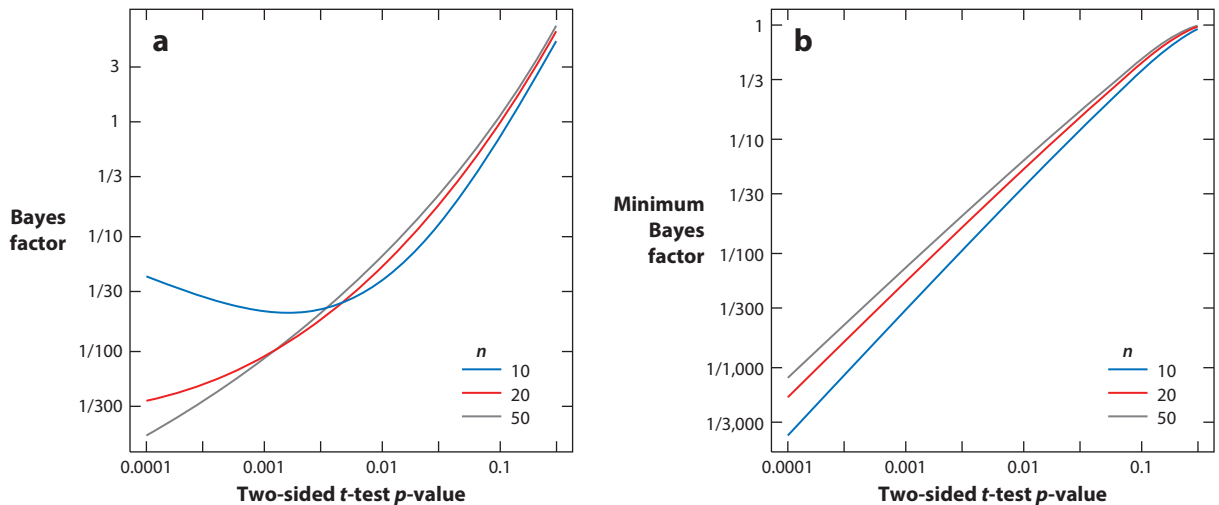 a
3
1
1/3
1/10
1/30
1/100
1/300
Bayes
factor
n
10
20
50
0.0001
0.001
0.01
0.1
Two-sided t-test p-value
b
1
1/3
1/10
1/30
1/100
1/300
1/1,000
1/3,000
Minimum
Bayes
factor
n
10
20
50
0.0001
0.001
0.01
0.1
Two-sided t-test p-value